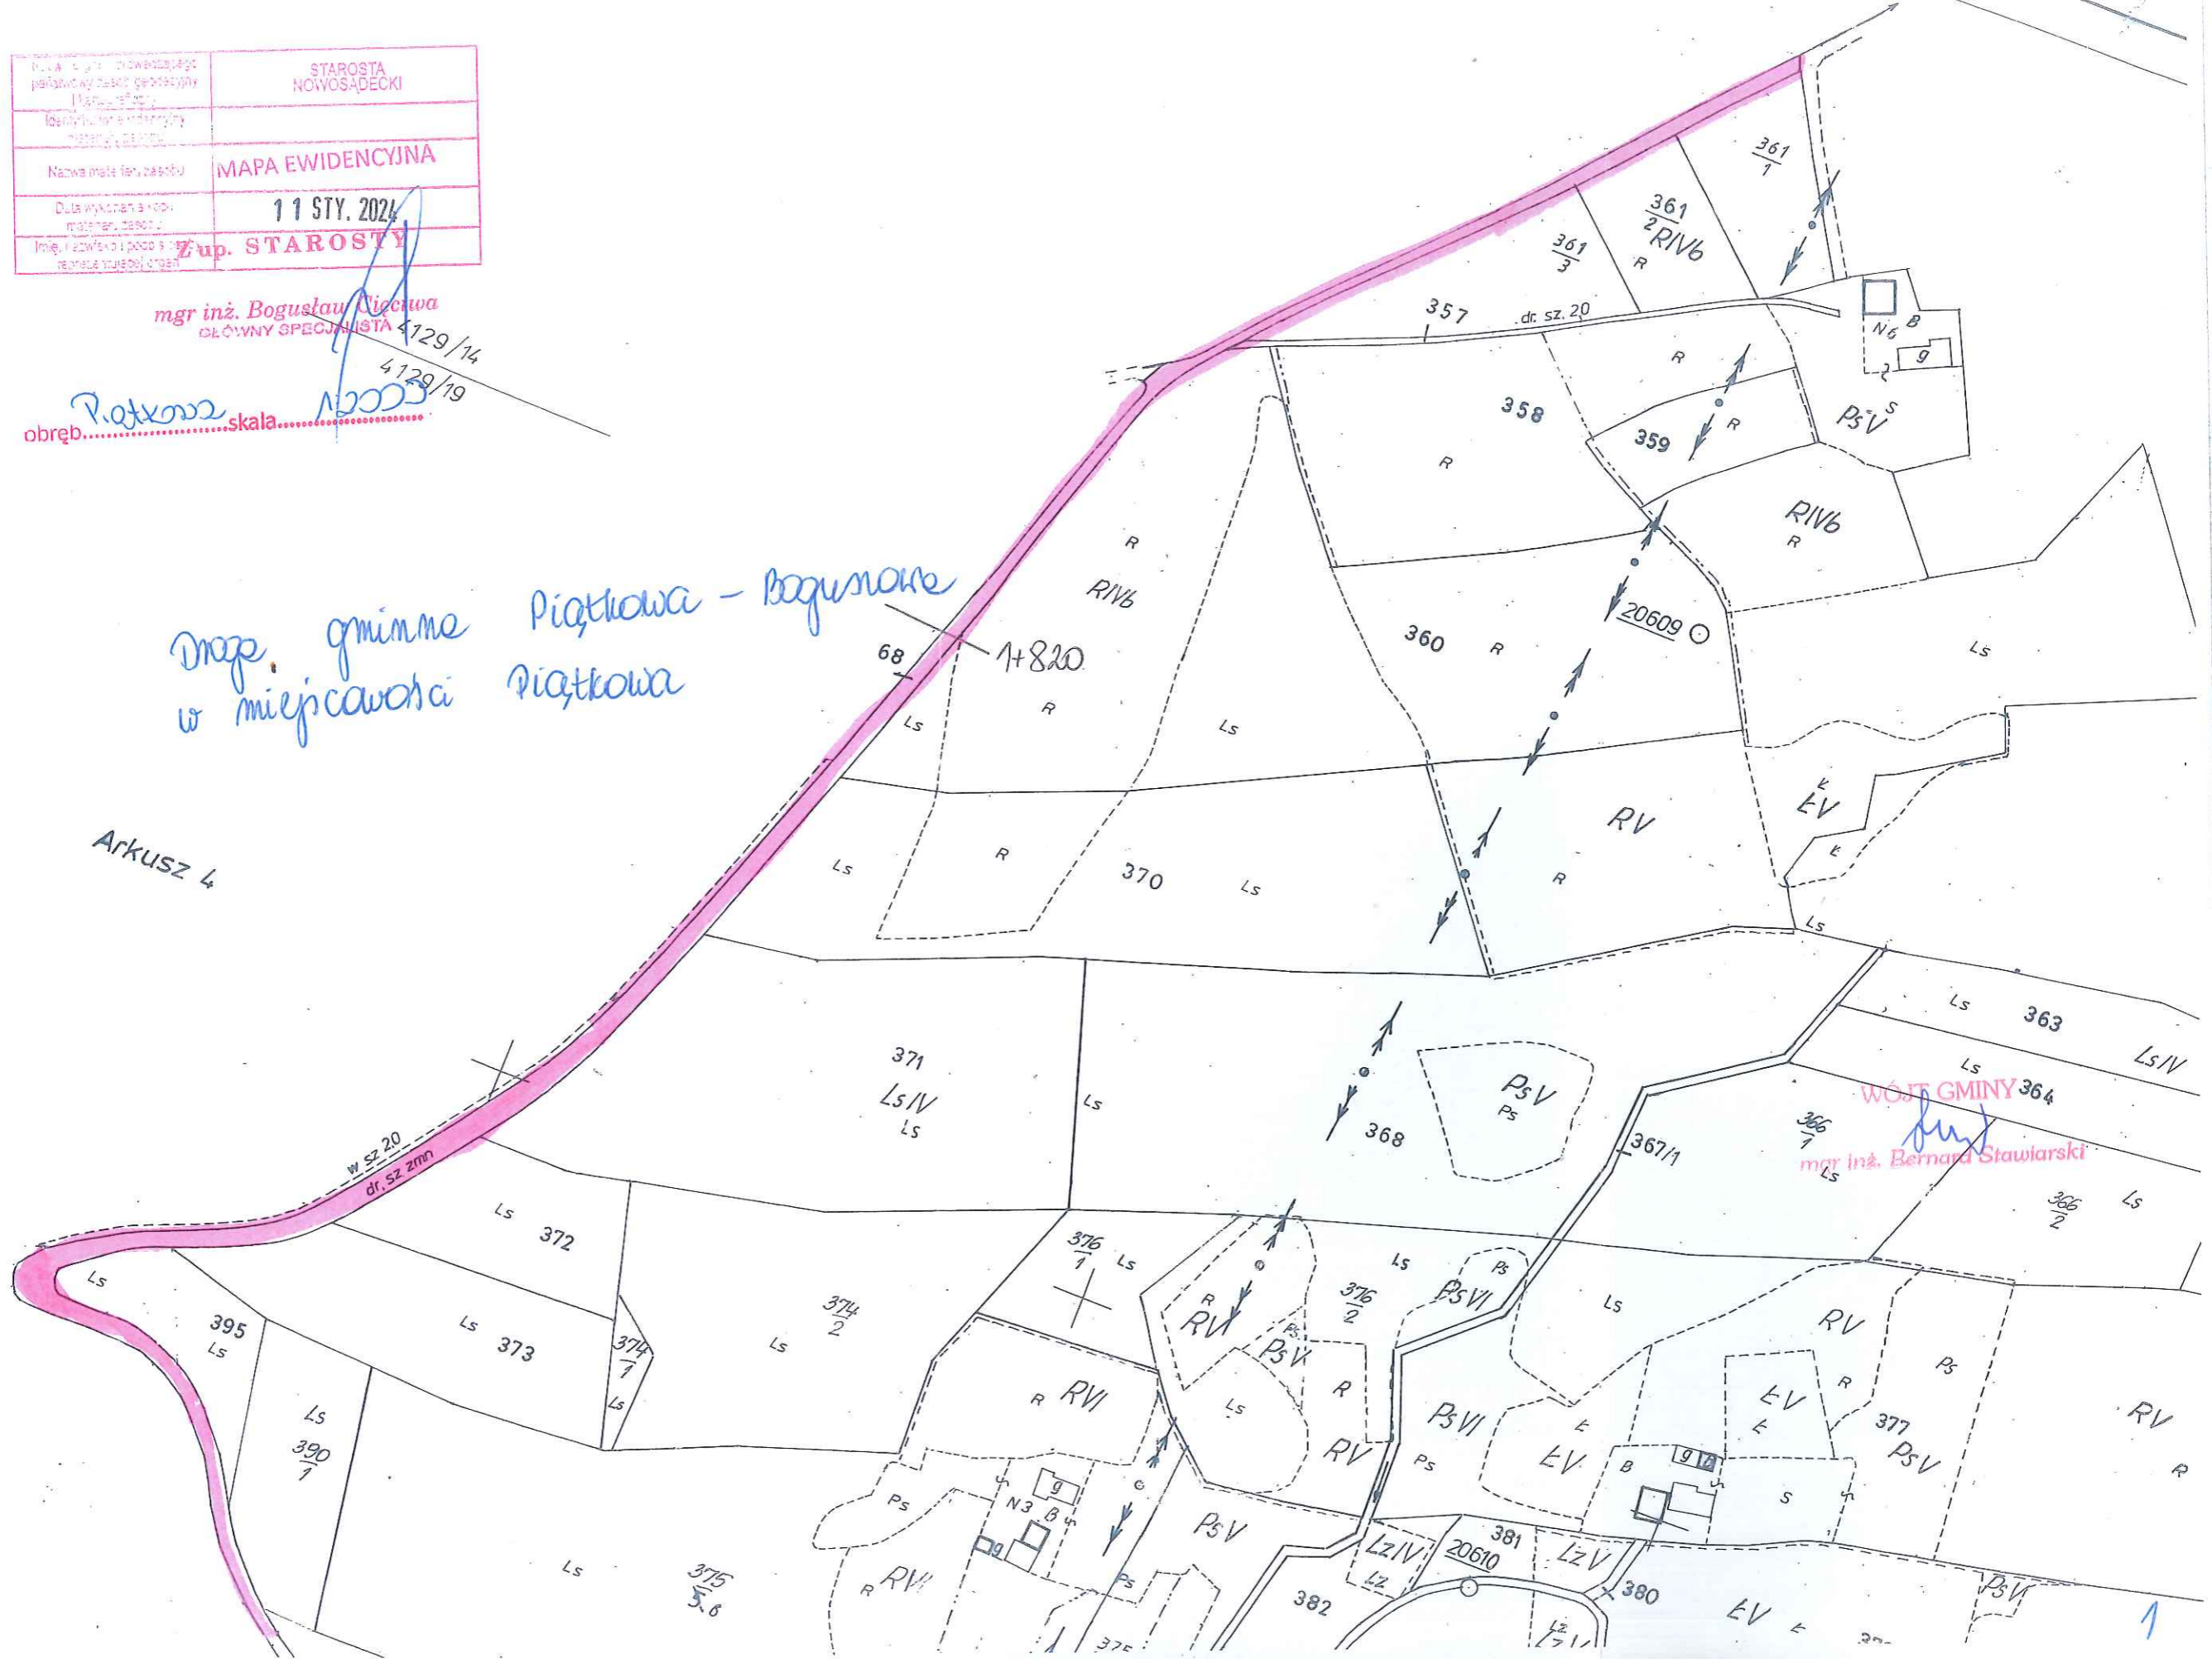 STAROSTA
NOWOSĄDECKI
MAPA EWIDENCYJNA
11 STY. 2024
Z up. STAROSTY
mgr inż. Bogusław
GŁÓWNY SPECJALISTA
4129/14
4129/19
obręb skala
Droga gminna Piątkowa – Bogusowa
w miejscowości Piątkowa
Arkusz 4
361
1
361
2
RIVb
R
361
3
357
dr. sz. 20
N6
B
g
S
PsV
R
358
R
359
R
RIVb
R
R
RIVb
360
R
20609
Ls
68
1+820
Ls
R
Ls
ŁV
Ł
RV
R
Ls
R
370
Ls
Ls
Ls
363
LsIV
Ls
364
371
LsIV
Ls
Ls
PsV
Ps
368
367/1
366
1
Ls
WÓJT GMINY
mgr inż. Bernard Stawiarski
366
2
Ls
w sz 20
dr. sz zmn
Ls
372
376
1
Ls
R
RV
Ps
PsV
376
2
Ls
Ps
PsVI
Ls
RV
R
Ps
Ls
395
Ls
Ls
373
374
1
Ls
374
2
Ls
R
RVI
Ls
R
RV
PsVI
Ps
Ł
ŁV
ŁV
Ł
377
PsV
RV
R
Ls
390
1
Ps
N3
g
B
g
PsV
B
g
S
Ls
375
5.6
R
Ps
375
382
LzIV
Lz
381
20610
LzV
380
ŁV
Ł
PsV
1